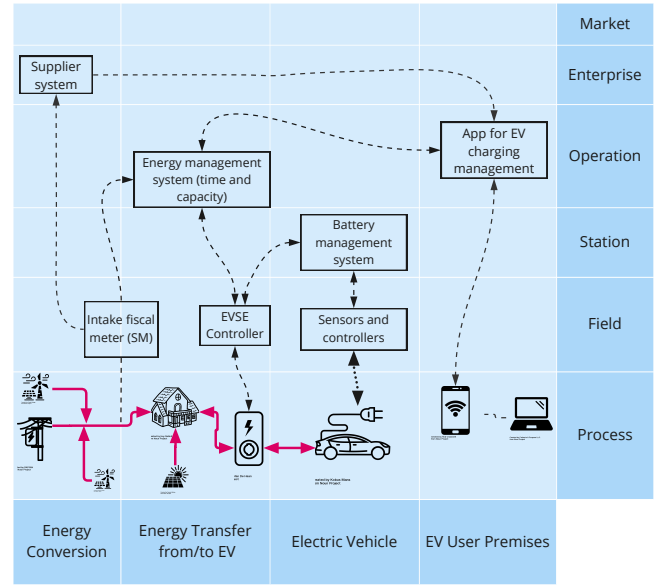 Market
Supplier
system
Enterprise
App for EV
charging
management
Operation
Energy management
system (time and
capacity)
Battery
management
system
Station
Intake fiscal
meter (SM)
EVSE
Controller
Sensors and
controllers
Field
Process
Energy
Conversion
Energy Transfer
from/to EV
Electric Vehicle
EV User Premises